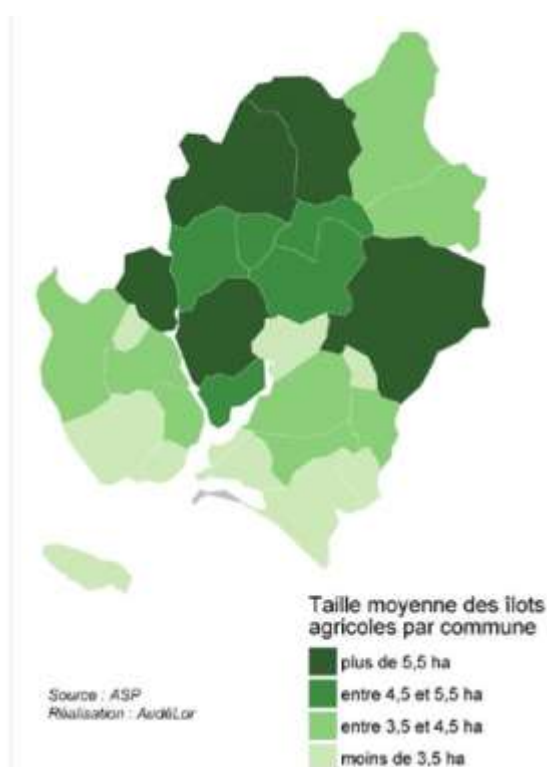 Taille moyenne des îlots
agricoles par commune
plus de 5,5 ha
entre 4,5 et 5,5 ha
entre 3,5 et 4,5 ha
moins de 3,5 ha
Source : ASP
Réalisation : AudéLor